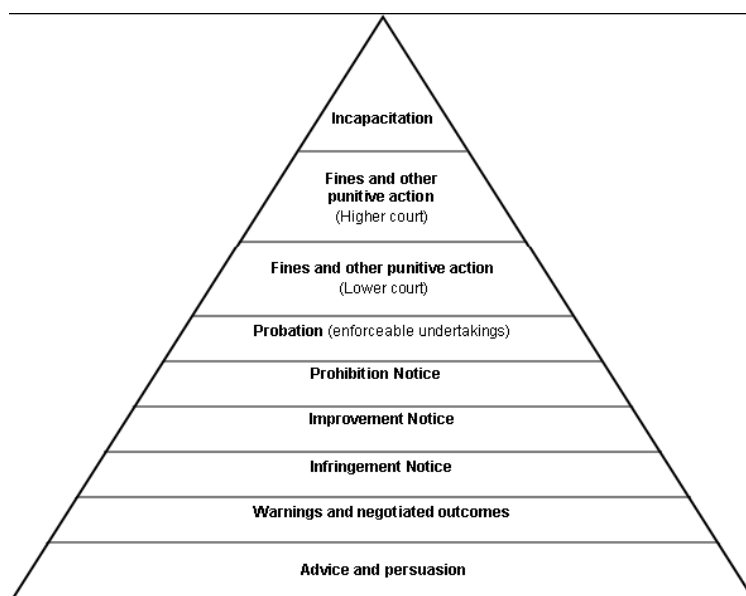 Incapacitation
Fines and other
punitive action
(Higher court)
Fines and other punitive action
(Lower court)
Probation (enforceable undertakings)
Prohibition Notice
Improvement Notice
Infringement Notice
Warnings and negotiated outcomes
Advice and persuasion